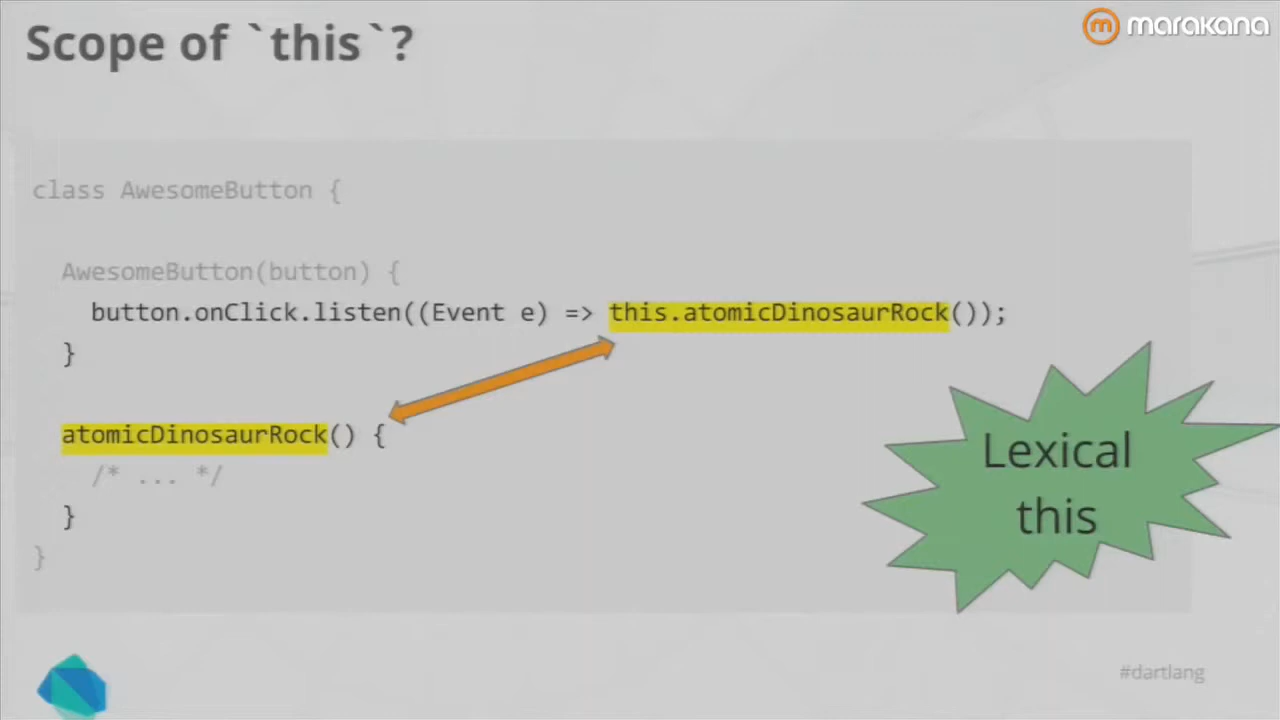 Scope of `this`?
marakana
class AwesomeButton {
AwesomeButton(button) {
button.onClick.listen((Event e) => this.atomicDinosaurRock());
}
atomicDinosaurRock() {
/* ... */
}
}
Lexical
this
#dartlang